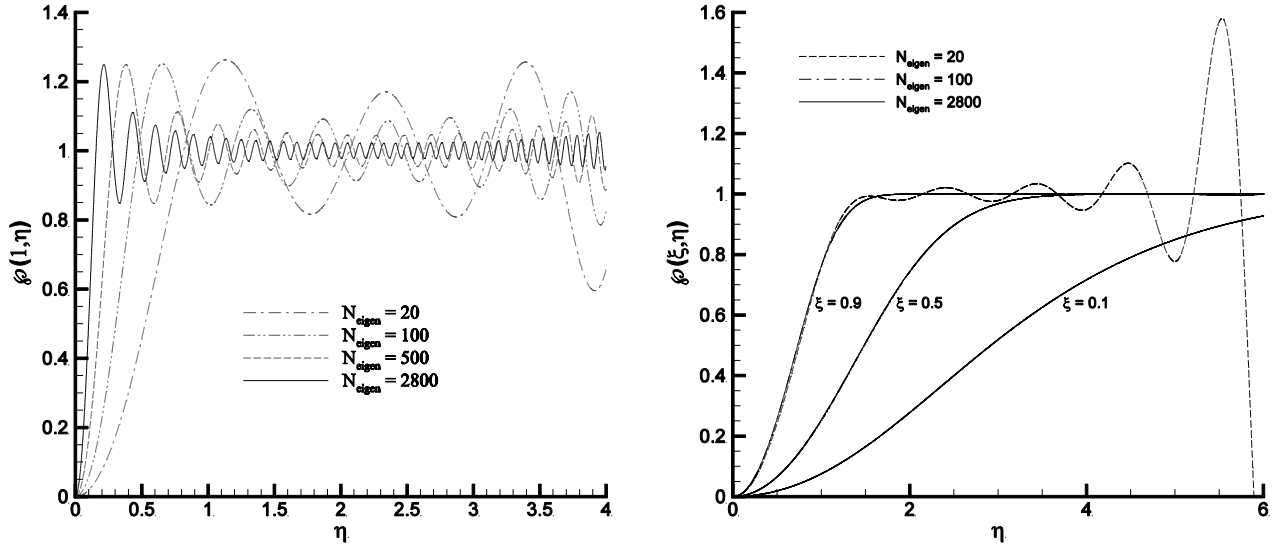 1.4
1.2
1.
0.8
0.6
0.4
0.2
0
0.
0.5
1.
1.5
2.
2.5
3.
3.5
4.
℘(1,η)
η
N_eigen = 20
N_eigen = 100
N_eigen = 500
N_eigen = 2800
1.6
1.4
1.2
1
0.8
0.6
0.4
0.2
0
0.
2.
4.
6.
℘(ξ,η)
η
N_eigen = 20
N_eigen = 100
N_eigen = 2800
ξ = 0.9
ξ = 0.5
ξ = 0.1